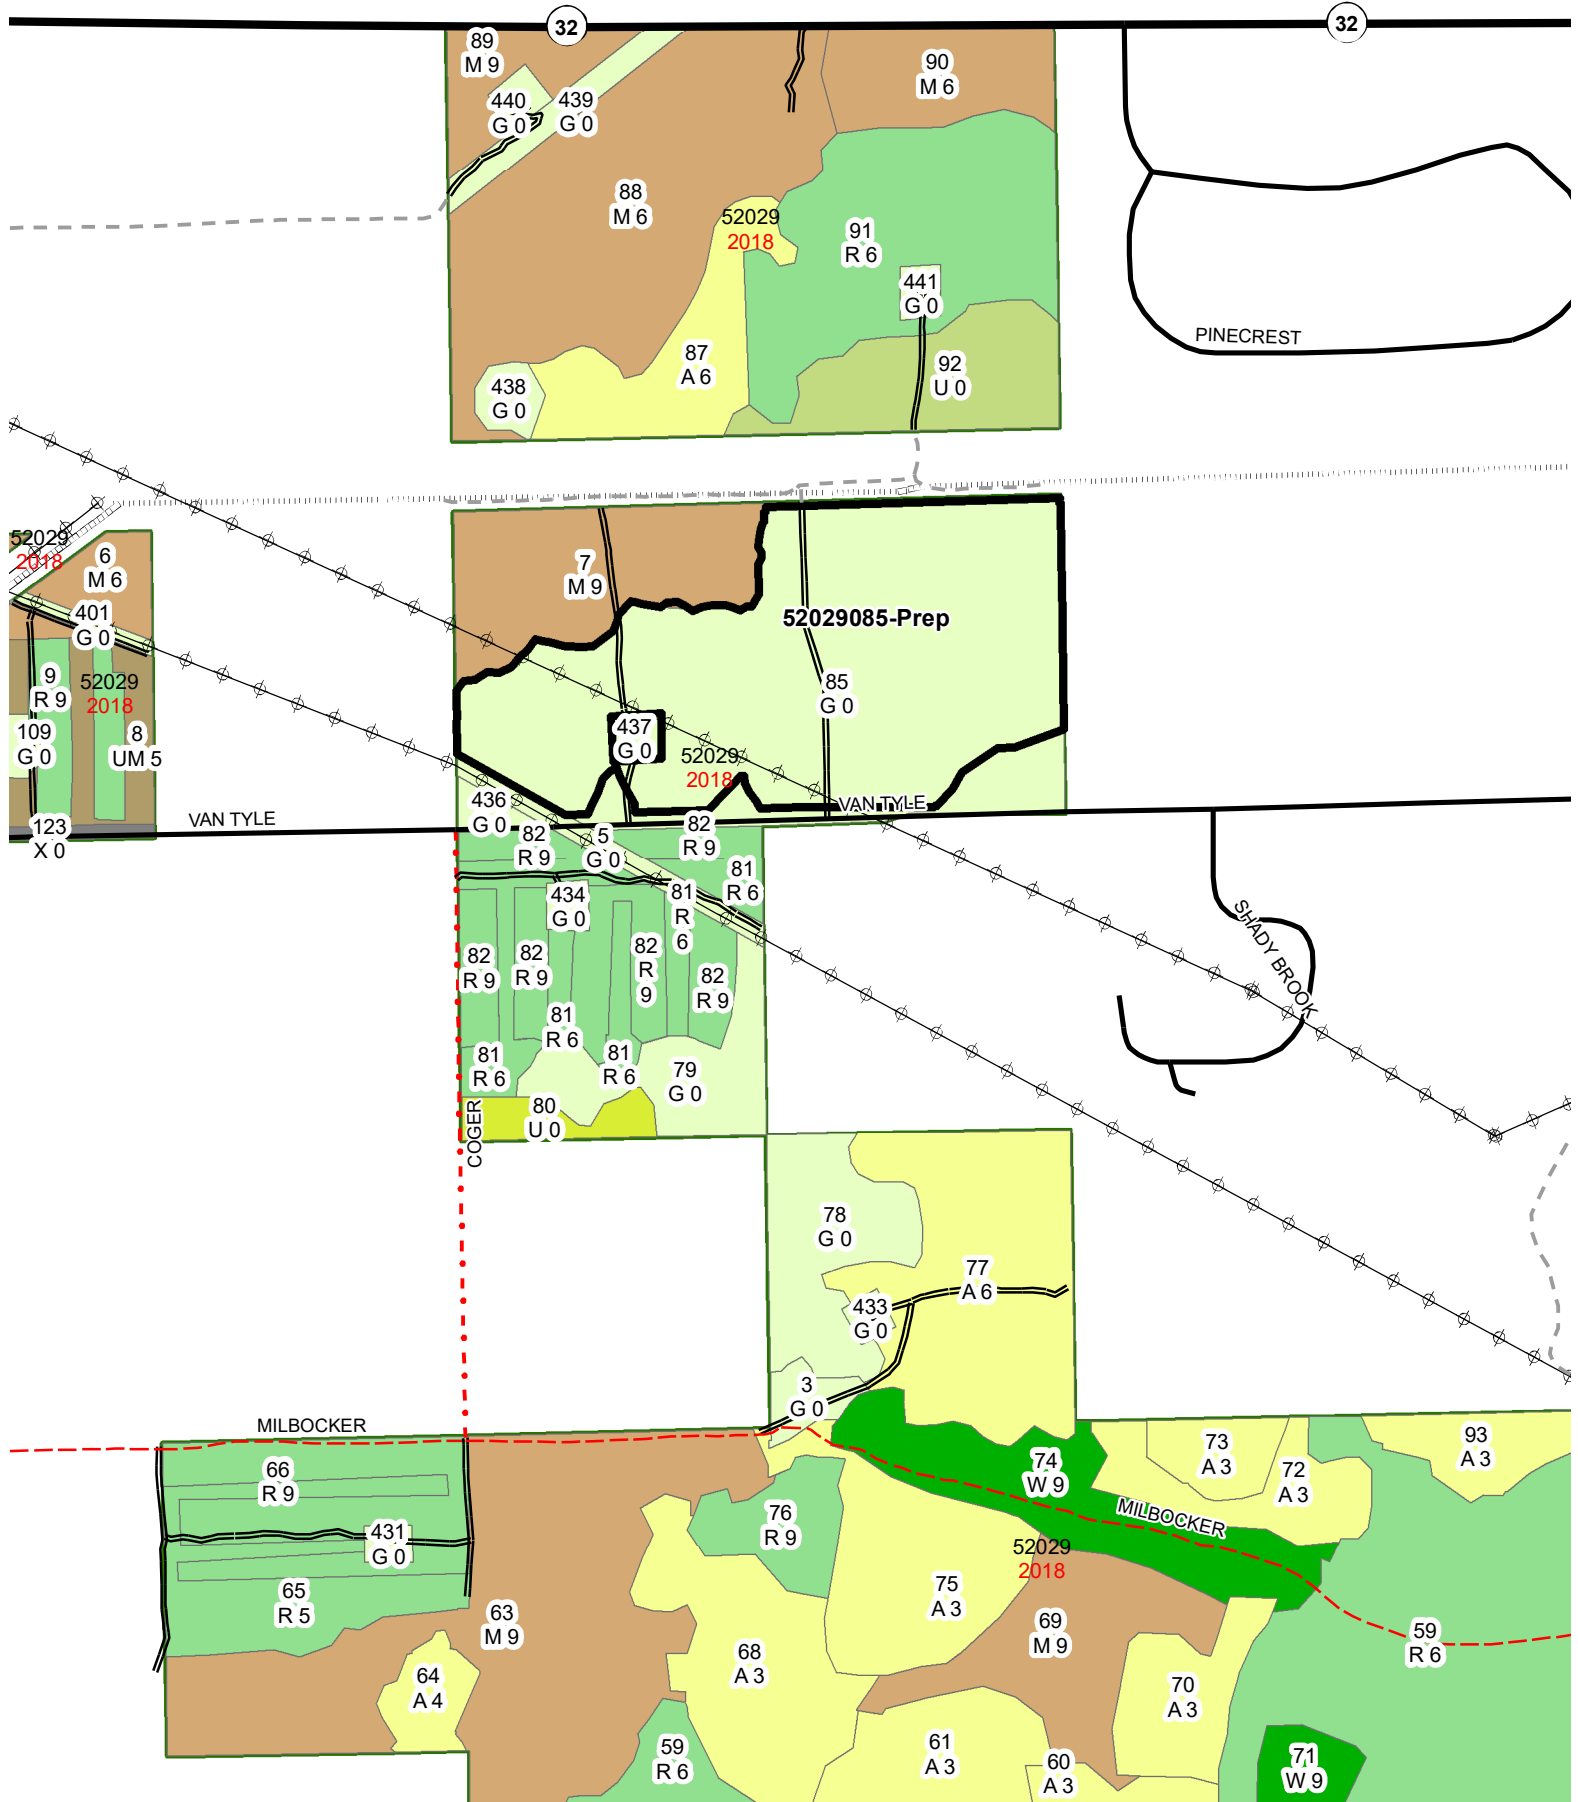 32
32
89
M 9
90
M 6
440
G 0
439
G 0
88
M 6
52029
2018
91
R 6
441
G 0
PINECREST
87
A 6
92
U 0
438
G 0
52029
2018
6
M 6
7
M 9
401
G 0
52029085-Prep
9
R 9
52029
2018
85
G 0
109
G 0
8
UM 5
437
G 0
52029
2018
436
G 0
VAN TYLE
VAN TYLE
123
X 0
82
R 9
5
G 0
82
R 9
81
R 6
434
G 0
81
R
6
SHADY BROOK
82
R 9
82
R 9
82
R
9
82
R 9
81
R 6
81
R 6
81
R 6
79
G 0
80
U 0
COGER
78
G 0
77
A 6
433
G 0
3
G 0
MILBOCKER
66
R 9
74
W 9
73
A 3
72
A 3
93
A 3
76
R 9
MILBOCKER
431
G 0
52029
2018
65
R 5
75
A 3
63
M 9
69
M 9
59
R 6
68
A 3
64
A 4
70
A 3
59
R 6
61
A 3
60
A 3
71
W 9